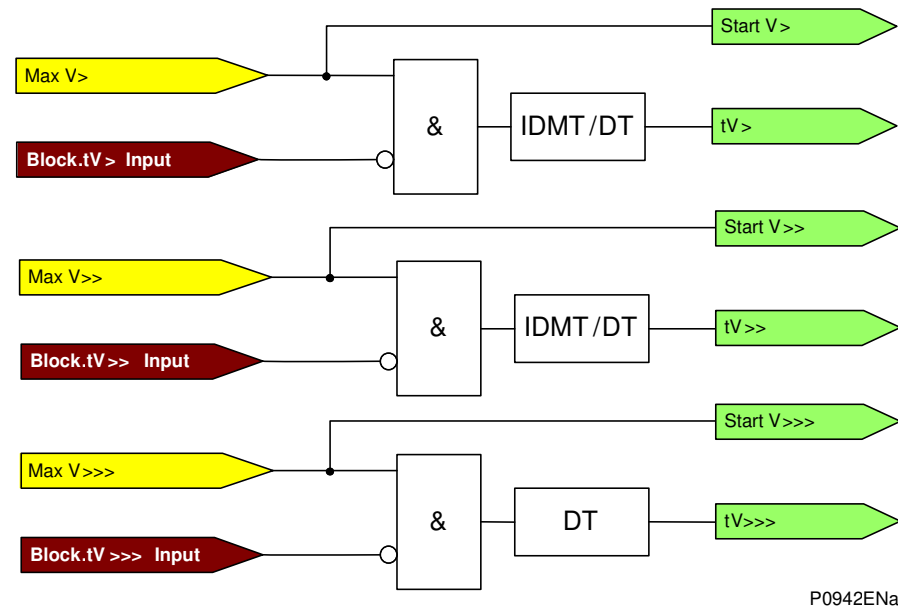 Start V>
Max V>
&
IDMT/DT
tV>
Block.tV> Input
Start V>>
Max V>>
&
IDMT/DT
tV>>
Block.tV>> Input
Start V>>>
Max V>>>
&
DT
tV>>>
Block.tV>>> Input
P0942ENa